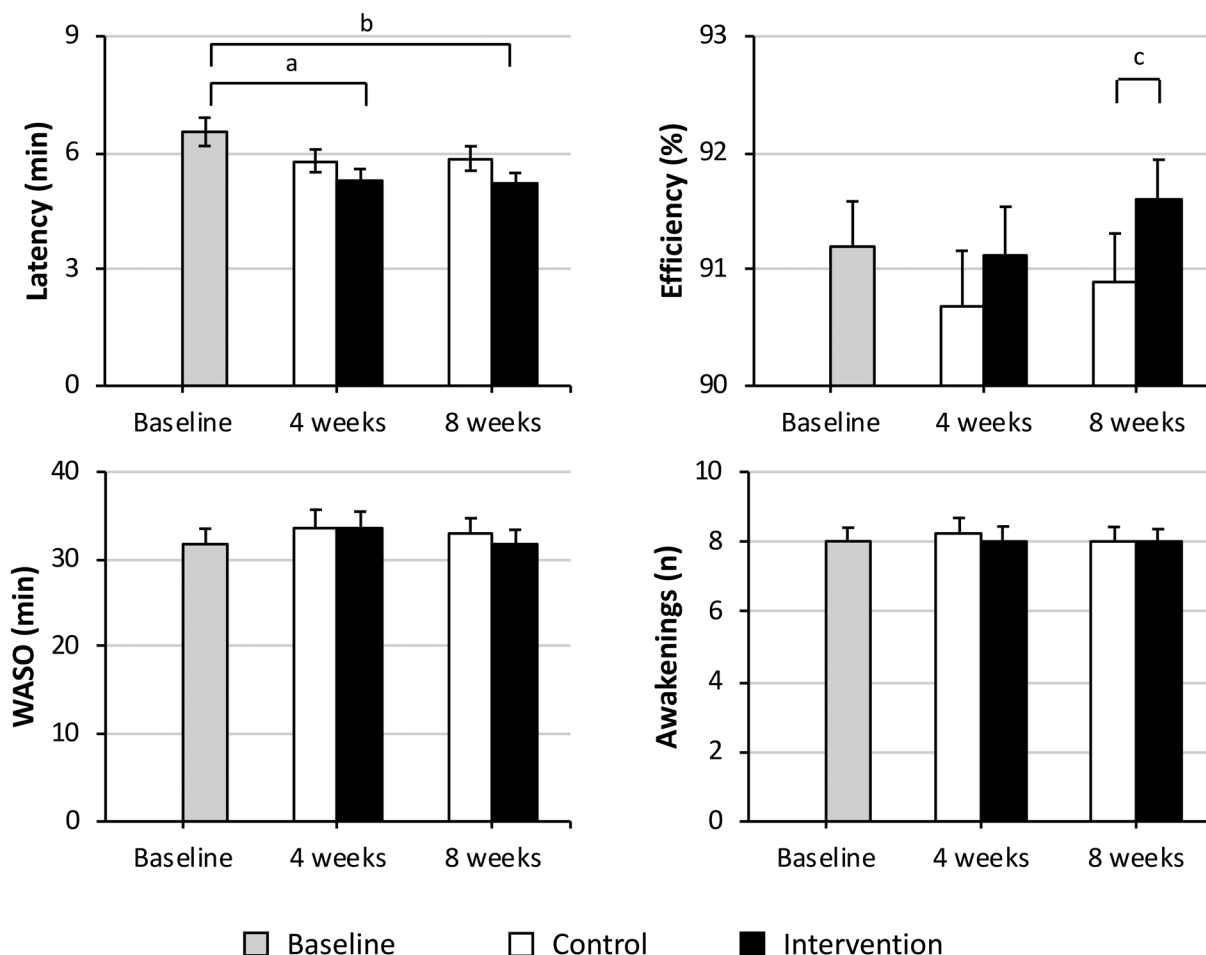 Latency (min)
9
6
3
0
a
b
Baseline
4 weeks
8 weeks
Efficiency (%)
93
92
91
90
c
Baseline
4 weeks
8 weeks
WASO (min)
40
30
20
10
0
Baseline
4 weeks
8 weeks
Awakenings (n)
10
8
6
4
2
0
Baseline
4 weeks
8 weeks
Baseline
Control
Intervention